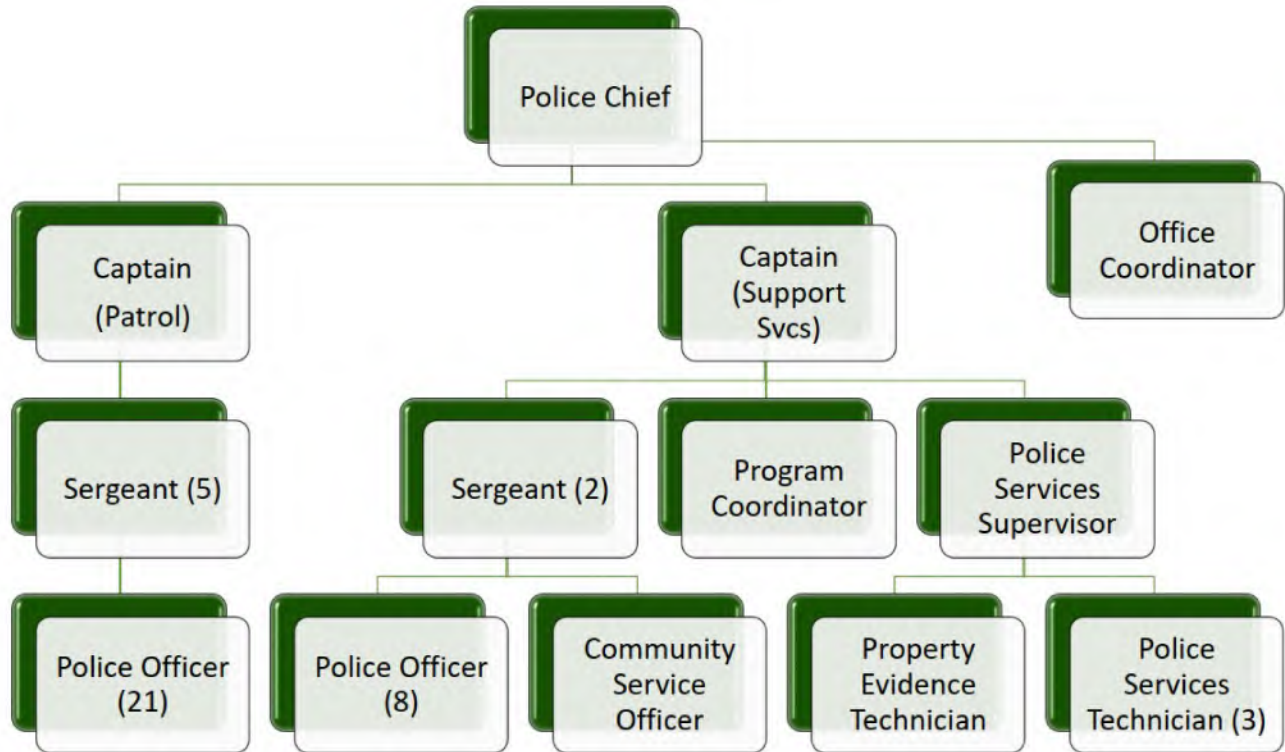 Police Chief
Office
Coordinator
Captain
(Patrol)
Captain
(Support
Svcs)
Sergeant (5)
Sergeant (2)
Program
Coordinator
Police
Services
Supervisor
Police Officer
(21)
Police Officer
(8)
Community
Service
Officer
Property
Evidence
Technician
Police
Services
Technician (3)